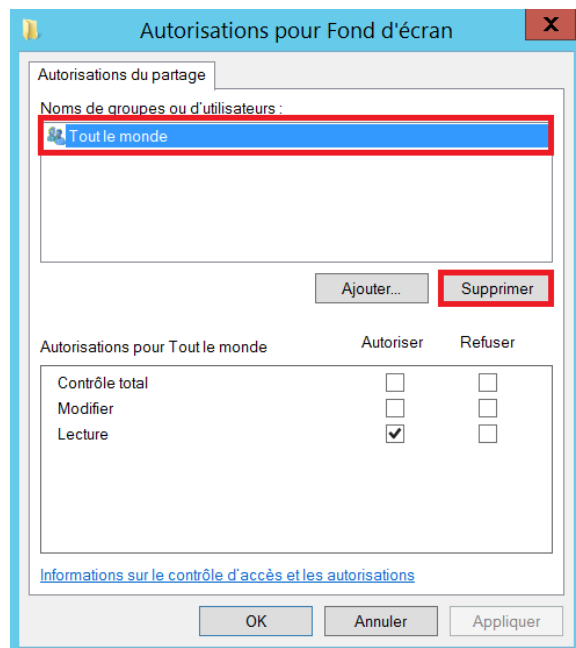 Autorisations pour Fond d'écran
X
Autorisations du partage
Noms de groupes ou d'utilisateurs :
Tout le monde
Ajouter... Supprimer
Autorisations pour Tout le monde Autoriser Refuser
Contrôle total
Modifier
Lecture
Informations sur le contrôle d'accès et les autorisations
OK Annuler Appliquer